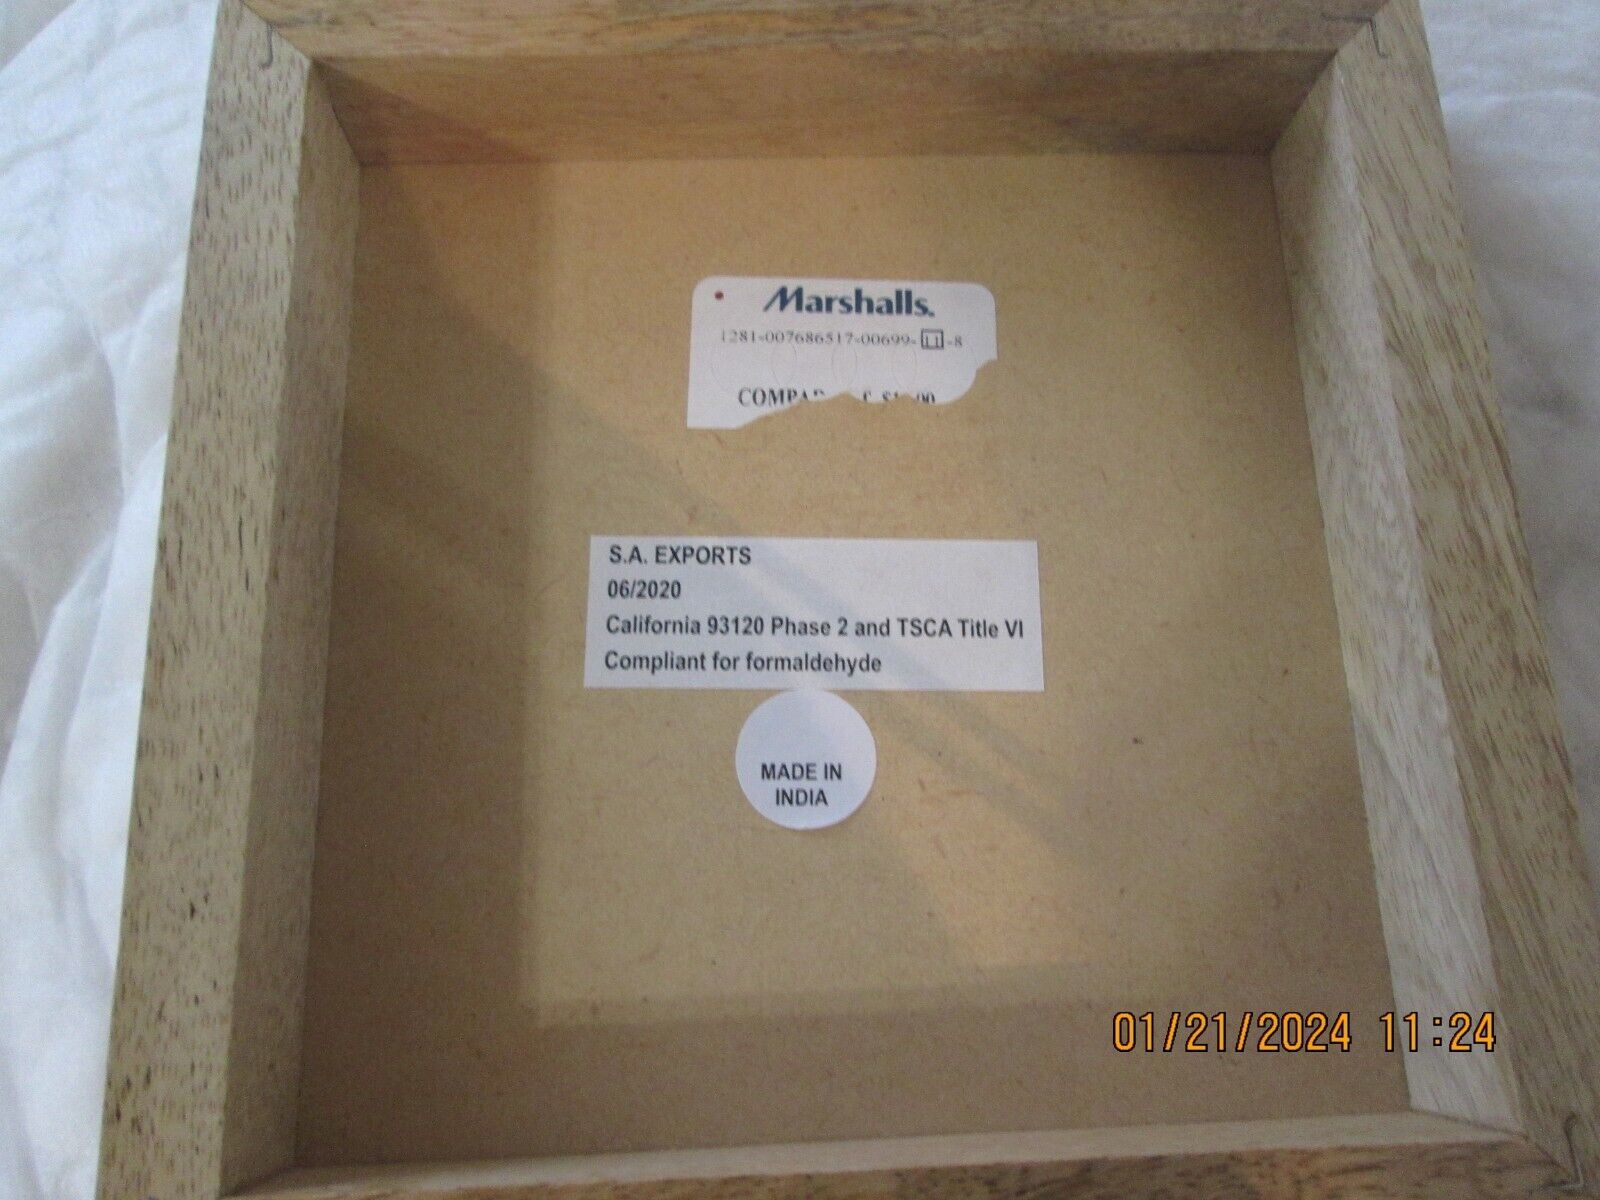 Marshalls.
1281-007686517-00699-11-8
S.A. EXPORTS
06/2020
California 93120 Phase 2 and TSCA Title VI
Compliant for formaldehyde
MADE IN
INDIA
01/21/2024 11:24